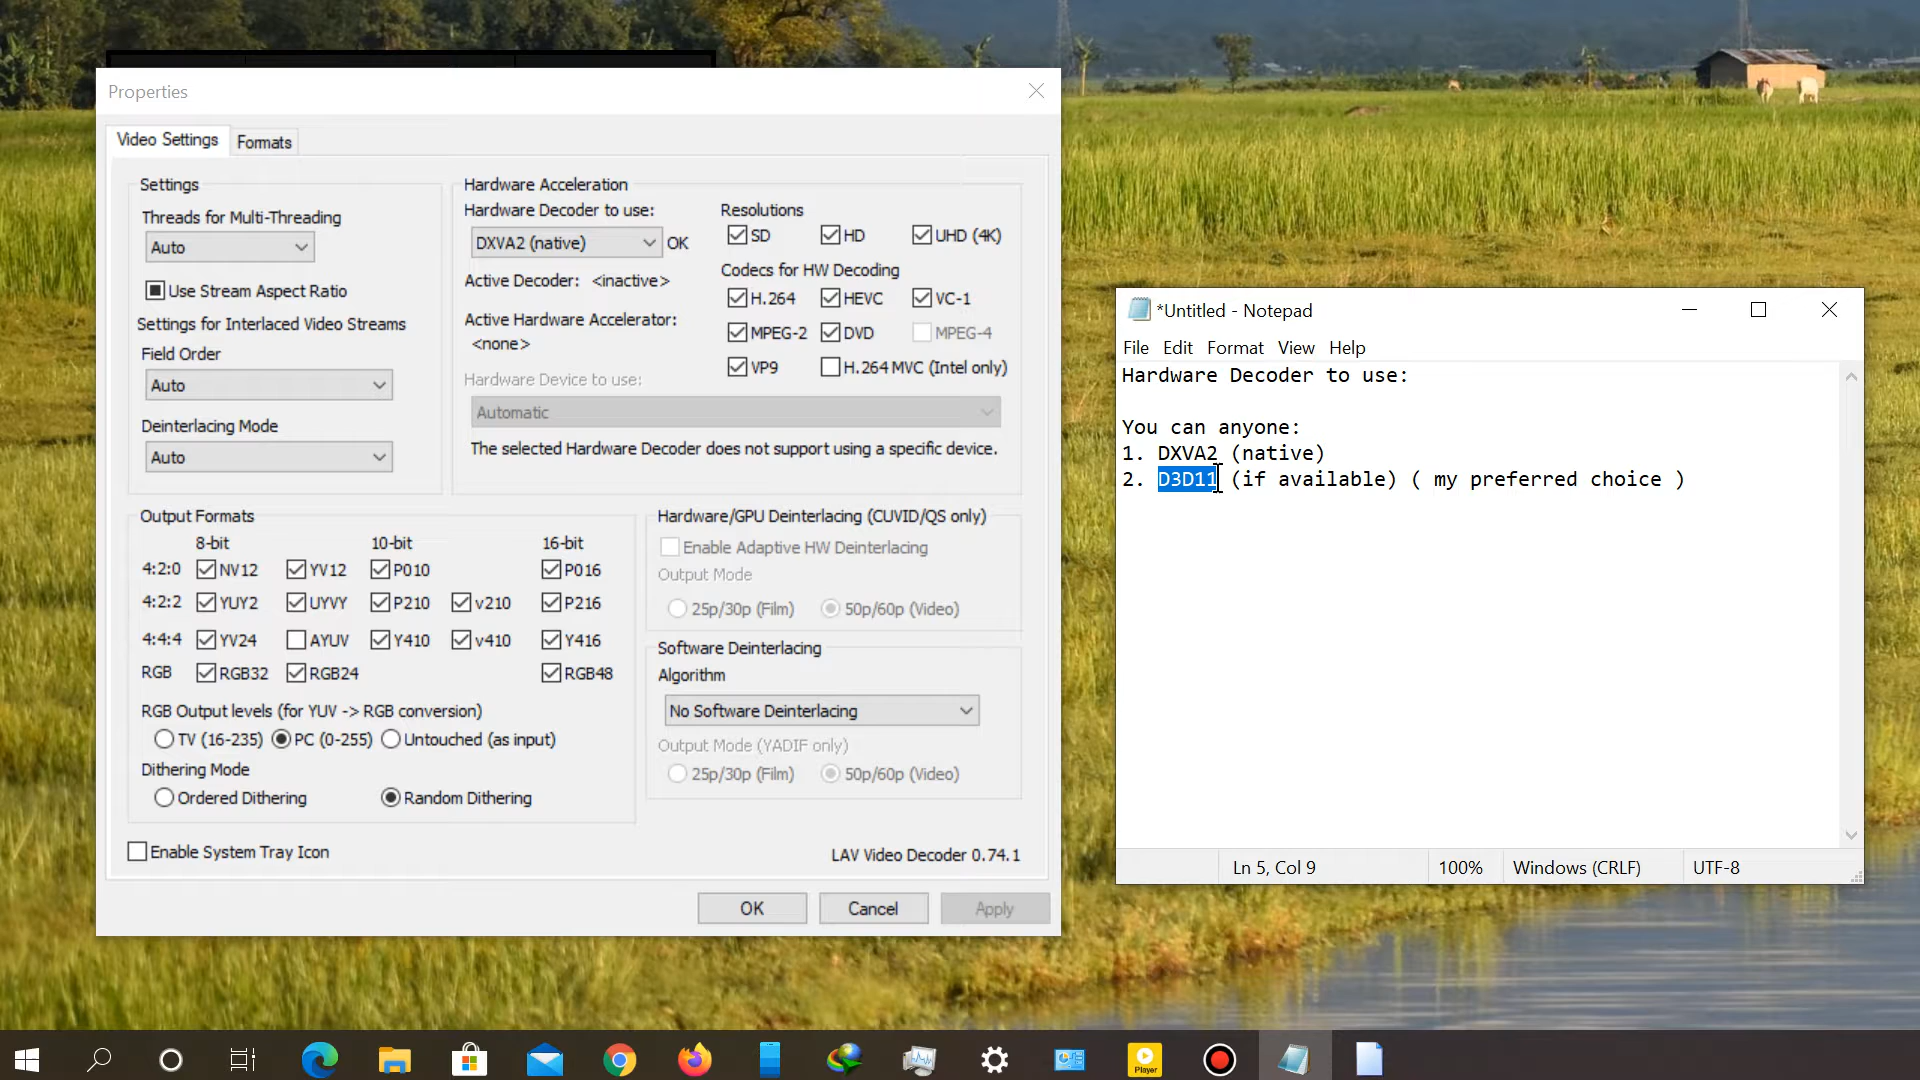 Properties
Video Settings
Formats
Settings
Threads for Multi-Threading
Auto
Use Stream Aspect Ratio
Settings for Interlaced Video Streams
Field Order
Auto
Deinterlacing Mode
Auto
Hardware Acceleration
Hardware Decoder to use:
DXVA2 (native) OK
Active Decoder: <inactive>
Active Hardware Accelerator:
<none>
Hardware Device to use:
Automatic
The selected Hardware Decoder does not support using a specific device.
Resolutions
SD HD UHD (4K)
Codecs for HW Decoding
H.264 HEVC VC-1
MPEG-2 DVD MPEG-4
VP9 H.264 MVC (Intel only)
Output Formats
8-bit 10-bit 16-bit
4:2:0 NV12 YV12 P010 P016
4:2:2 YUY2 UYVY P210 v210 P216
4:4:4 YV24 AYUV Y410 v410 Y416
RGB RGB32 RGB24 RGB48
RGB Output levels (for YUV -> RGB conversion)
TV (16-235) PC (0-255) Untouched (as input)
Dithering Mode
Ordered Dithering Random Dithering
Hardware/GPU Deinterlacing (CUVID/QS only)
Enable Adaptive HW Deinterlacing
Output Mode
25p/30p (Film) 50p/60p (Video)
Software Deinterlacing
Algorithm
No Software Deinterlacing
Output Mode (YADIF only)
25p/30p (Film) 50p/60p (Video)
Enable System Tray Icon
LAV Video Decoder 0.74.1
OK Cancel Apply
*Untitled - Notepad
File Edit Format View Help
Hardware Decoder to use:
You can anyone:
1. DXVA2 (native)
2. D3D11 (if available) ( my preferred choice )
Ln 5, Col 9 100% Windows (CRLF) UTF-8
Player